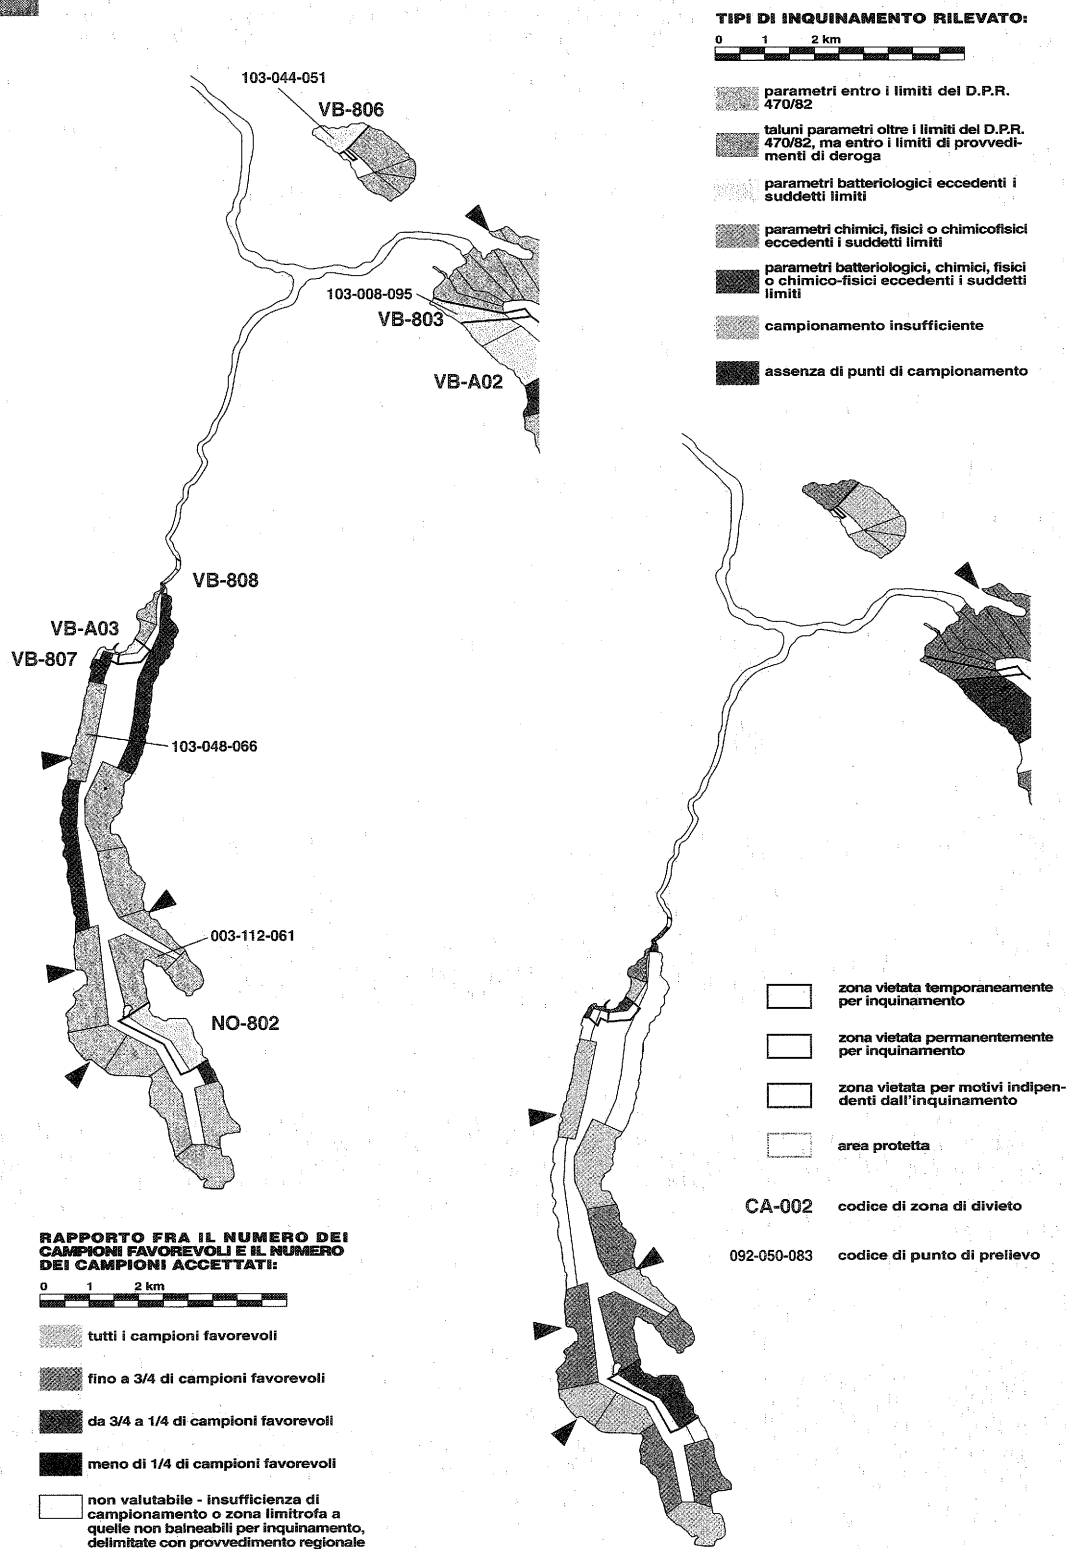 TIPI DI INQUINAMENTO RILEVATO:
0 1 2 km
parametri entro i limiti del D.P.R.
470/82
taluni parametri oltre i limiti del D.P.R.
470/82, ma entro i limiti di provvedi-
menti di deroga
parametri batteriologici eccedenti i
suddetti limiti
parametri chimici, fisici o chimicofisici
eccedenti i suddetti limiti
parametri batteriologici, chimici, fisici
o chimico-fisici eccedenti i suddetti
limiti
campionamento insufficiente
assenza di punti di campionamento
103-044-051
VB-806
103-008-095
VB-803
VB-A02
VB-808
VB-A03
VB-807
103-048-066
003-112-061
NO-802
zona vietata temporaneamente
per inquinamento
zona vietata permanentemente
per inquinamento
zona vietata per motivi indipen-
denti dall'inquinamento
area protetta
CA-002 codice di zona di divieto
092-050-083 codice di punto di prelievo
RAPPORTO FRA IL NUMERO DEI
CAMPIONI FAVOREVOLI E IL NUMERO
DEI CAMPIONI ACCETTATI:
0 1 2 km
tutti i campioni favorevoli
fino a 3/4 di campioni favorevoli
da 3/4 a 1/4 di campioni favorevoli
meno di 1/4 di campioni favorevoli
non valutabile - insufficienza di
campionamento o zona limitrofa a
quelle non balneabili per inquinamento,
delimitate con provvedimento regionale